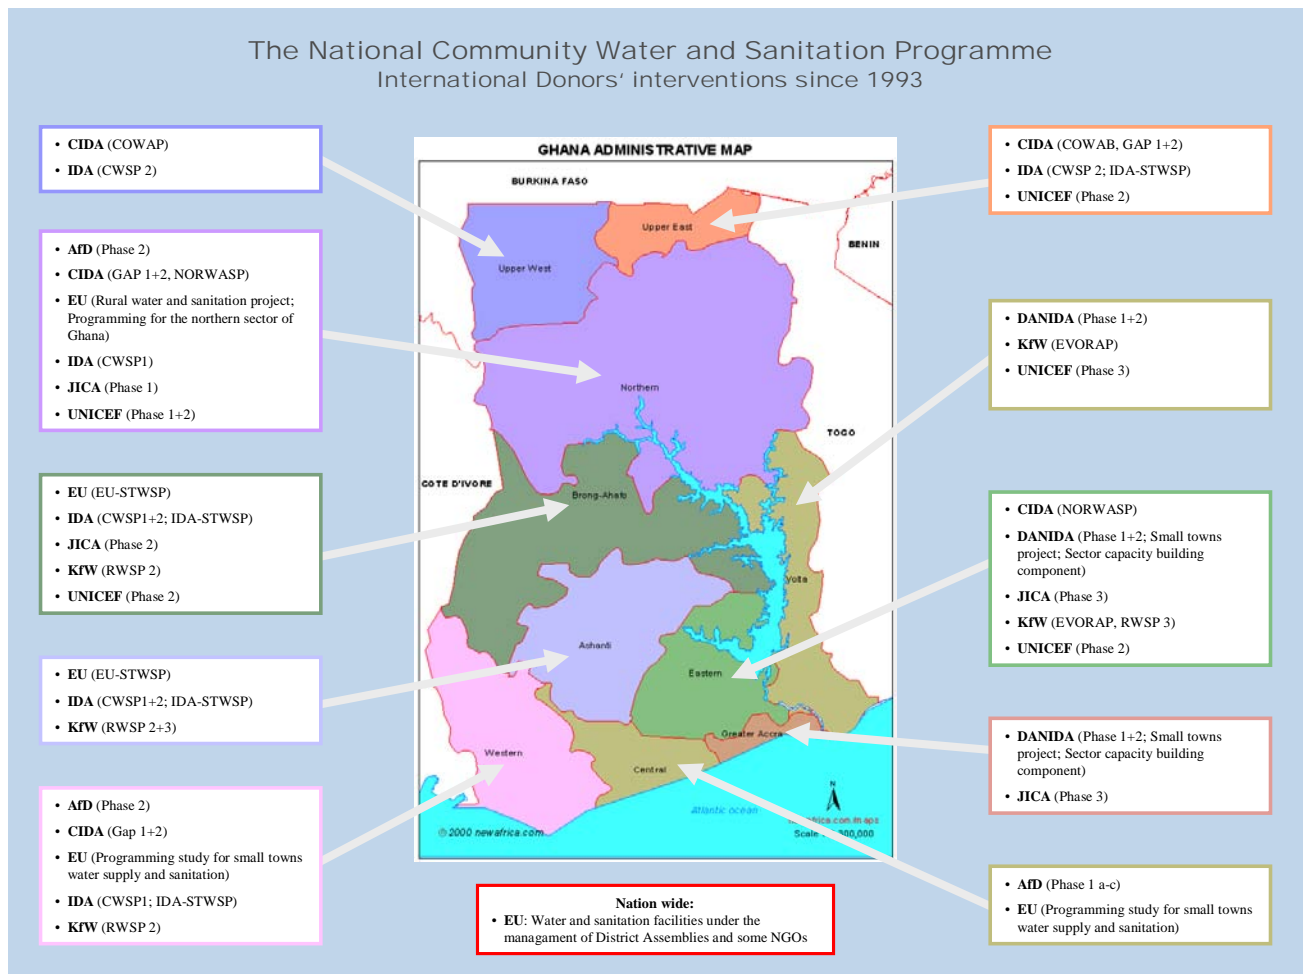 The National Community Water and Sanitation Programme
International Donors‘ interventions since 1993
• CIDA (COWAP)
• IDA (CWSP 2)
• AfD (Phase 2)
• CIDA (GAP 1+2, NORWASP)
• EU (Rural water and sanitation project;
Programming for the northern sector of
Ghana)
• IDA (CWSP1)
• JICA (Phase 1)
• UNICEF (Phase 1+2)
• EU (EU-STWSP)
• IDA (CWSP1+2; IDA-STWSP)
• JICA (Phase 2)
• KfW (RWSP 2)
• UNICEF (Phase 2)
• EU (EU-STWSP)
• IDA (CWSP1+2; IDA-STWSP)
• KfW (RWSP 2+3)
• AfD (Phase 2)
• CIDA (Gap 1+2)
• EU (Programming study for small towns
water supply and sanitation)
• IDA (CWSP1; IDA-STWSP)
• KfW (RWSP 2)
GHANA ADMINISTRATIVE MAP
BURKINA FASO
Upper East
BENIN
Upper West
Northern
TOGO
COTE D'IVORE
Brong-Ahafo
Volta
Ashanti
Eastern
Greater Accra
Western
Central
N
Atlantic ocean
© 2000 newafrica.com
Scale
Nation wide:
• EU: Water and sanitation facilities under the
managament of District Assemblies and some NGOs
• CIDA (COWAB, GAP 1+2)
• IDA (CWSP 2; IDA-STWSP)
• UNICEF (Phase 2)
• DANIDA (Phase 1+2)
• KfW (EVORAP)
• UNICEF (Phase 3)
• CIDA (NORWASP)
• DANIDA (Phase 1+2; Small towns
project; Sector capacity building
component)
• JICA (Phase 3)
• KfW (EVORAP, RWSP 3)
• UNICEF (Phase 2)
• DANIDA (Phase 1+2; Small towns
project; Sector capacity building
component)
• JICA (Phase 3)
• AfD (Phase 1 a-c)
• EU (Programming study for small towns
water supply and sanitation)